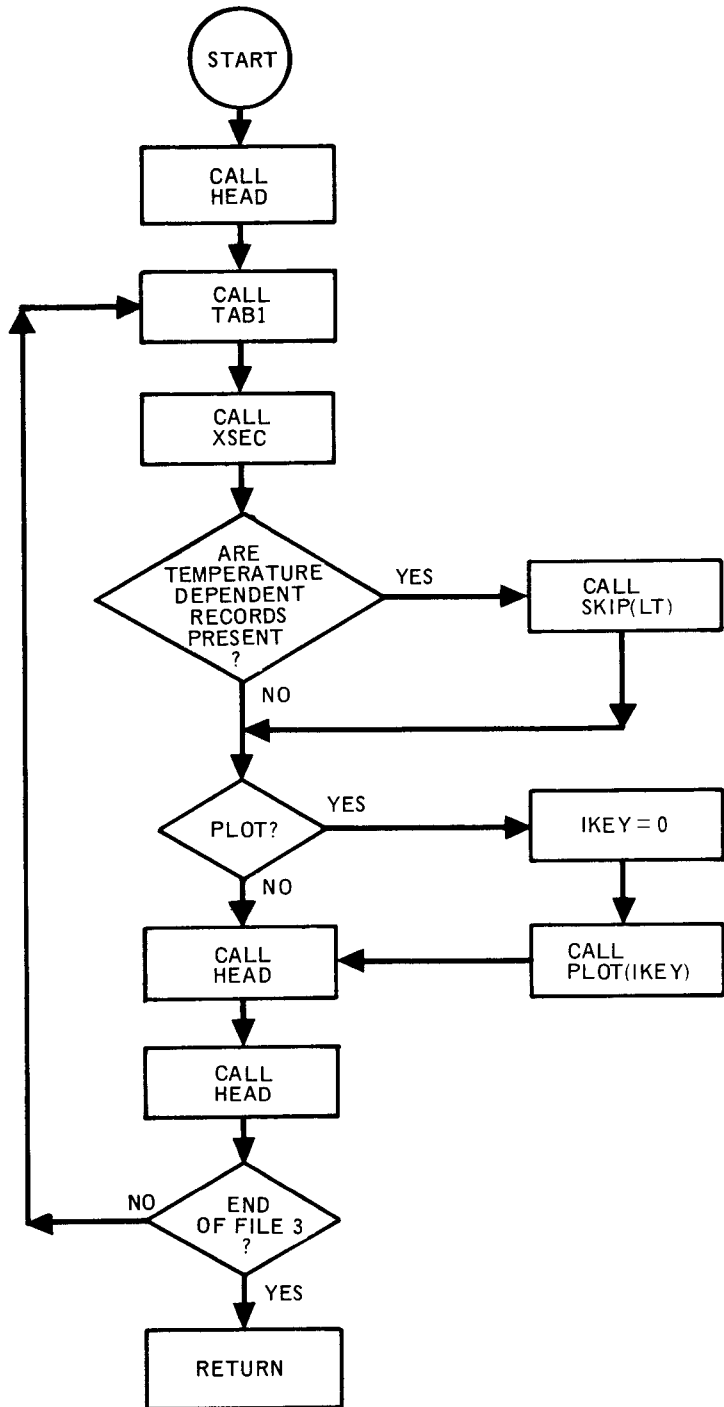 START
CALL
HEAD
CALL
TAB1
CALL
XSEC
ARE
TEMPERATURE
DEPENDENT
RECORDS
PRESENT
?
YES
CALL
SKIP(LT)
NO
PLOT?
YES
IKEY = 0
NO
CALL
HEAD
CALL
PLOT(IKEY)
CALL
HEAD
NO
END
OF FILE 3
?
YES
RETURN